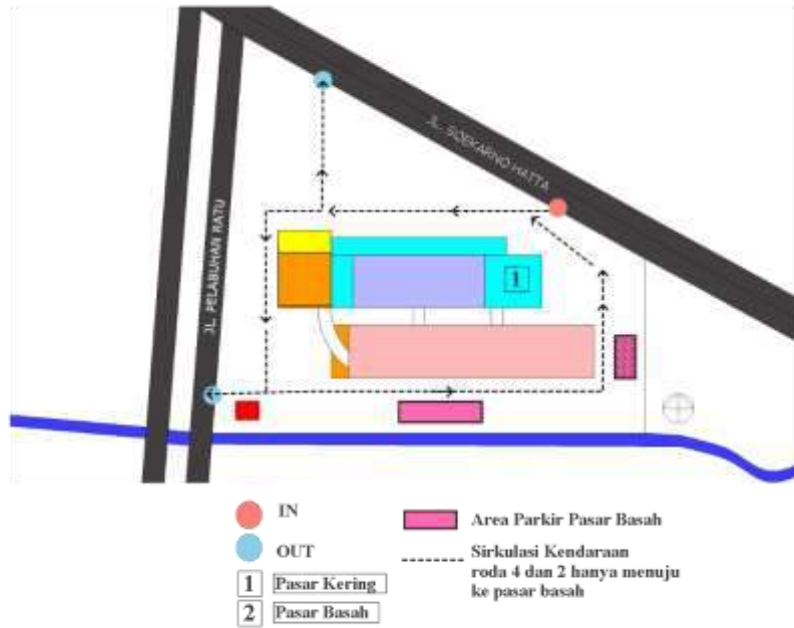 JL. SOEKARNO HATTA
JL. PELABUHAN RATU
1
IN
OUT
1 Pasar Kering
2 Pasar Basah
Area Parkir Pasar Basah
Sirkulasi Kendaraan
roda 4 dan 2 hanya menuju
ke pasar basah